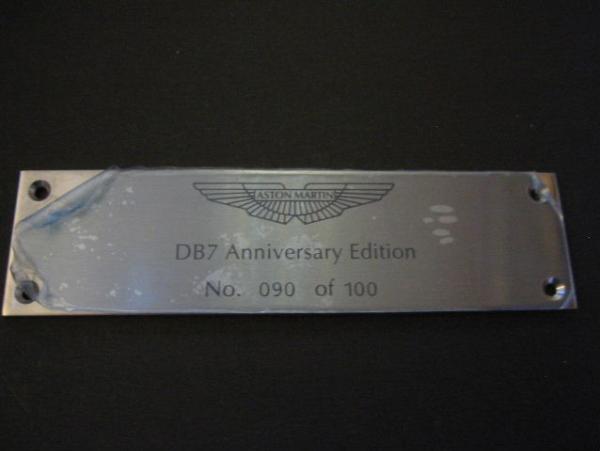 ASTON MARTIN
DB7 Anniversary Edition
No. 090 of 100